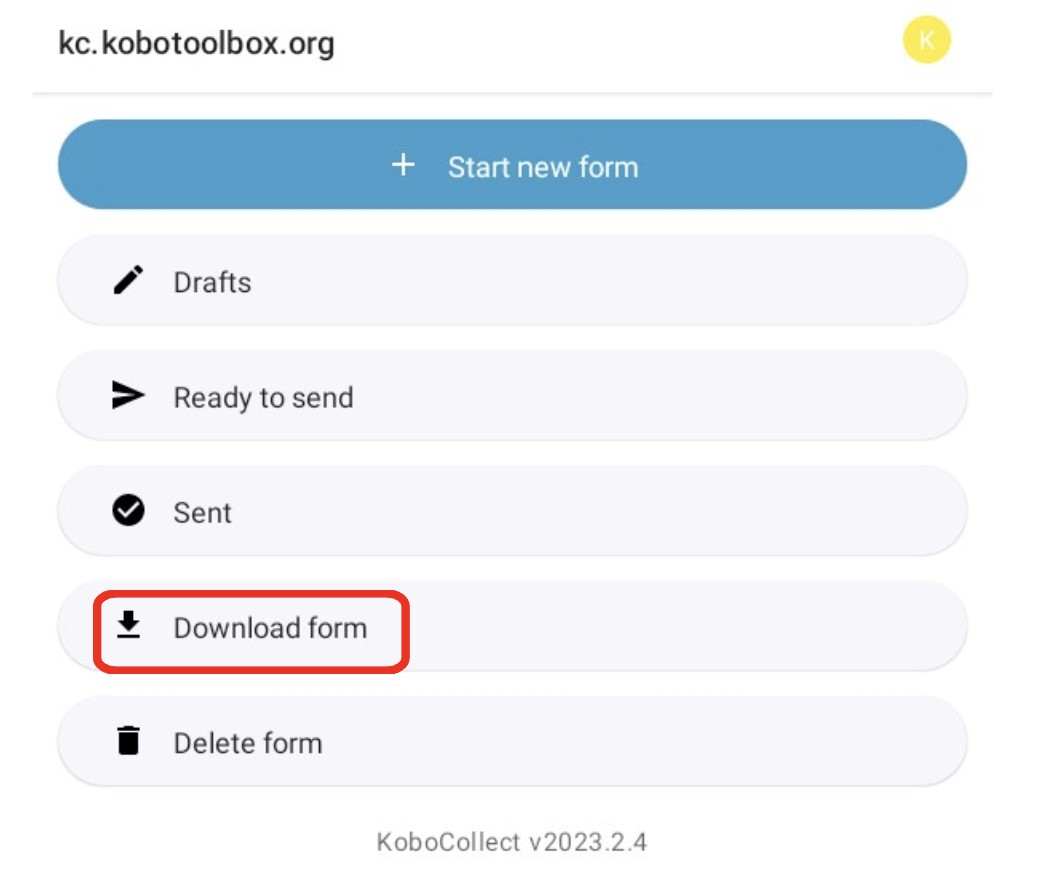 kc.kobotoolbox.org
K
+ Start new form
Drafts
Ready to send
Sent
Download form
Delete form
KoboCollect v2023.2.4